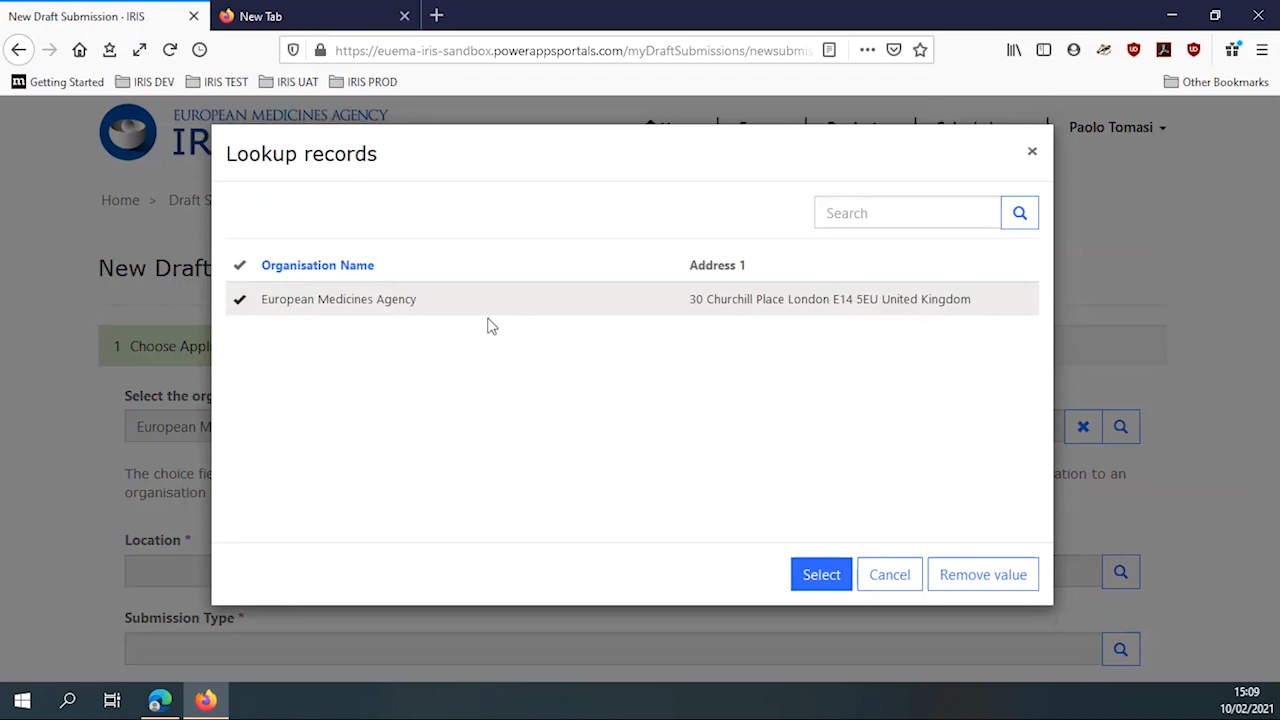 New Draft Submission · IRIS
New Tab
https://euema-iris-sandbox.powerappsportals.com/myDraftSubmissions/newsubmis
Getting Started
IRIS DEV
IRIS TEST
IRIS UAT
IRIS PROD
Other Bookmarks
EUROPEAN MEDICINES AGENCY
IR
Paolo Tomasi
Home > Draft S
Lookup records
Search
New Draft
Organisation Name Address 1
European Medicines Agency 30 Churchill Place London E14 5EU United Kingdom
1 Choose Appli
Select the org
European M
The choice fie
ation to an
organisation
Location *
Select
Cancel
Remove value
Submission Type *
15:09
10/02/2021